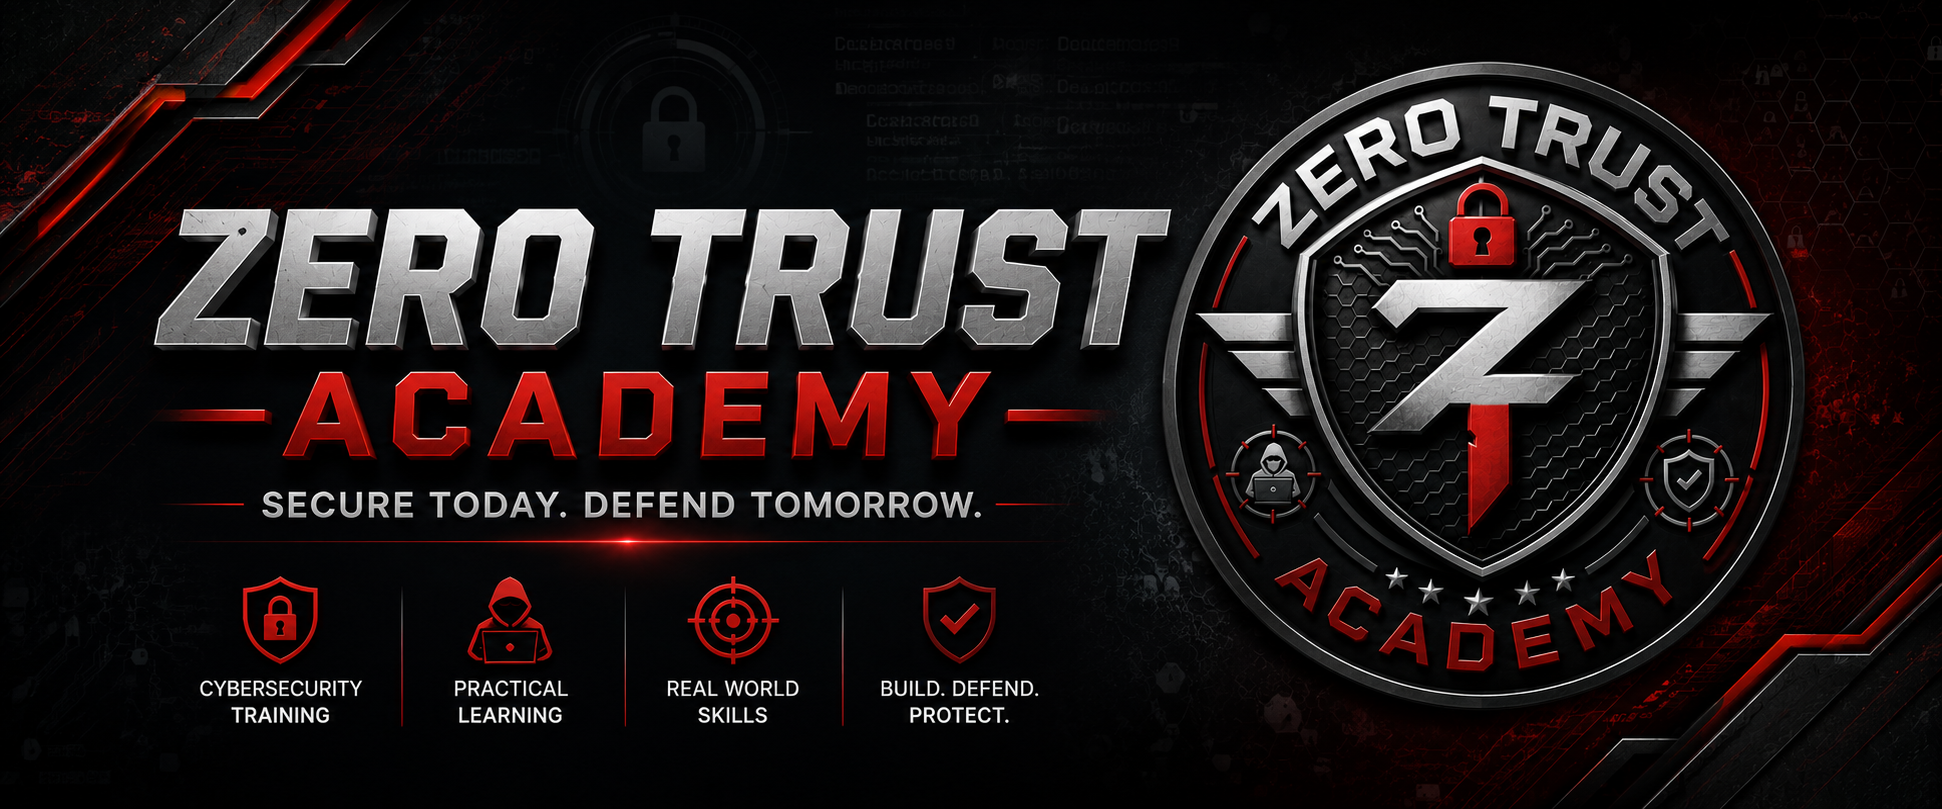 ZERO TRUST
ACADEMY
SECURE TODAY. DEFEND TOMORROW.
CYBERSECURITY
TRAINING
PRACTICAL
LEARNING
REAL WORLD
SKILLS
BUILD. DEFEND.
PROTECT.
ZERO TRUST
ACADEMY